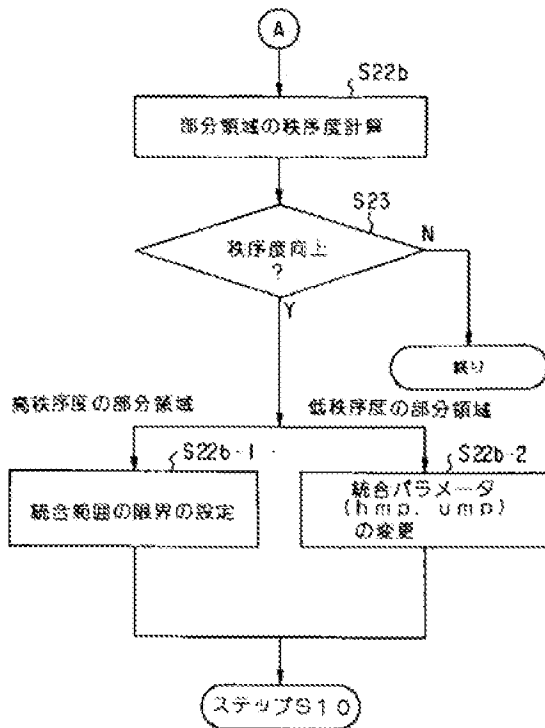 A
S22b
部分領域の秩序度計算
S23
秩序度向上
?
N
Y
終り
高秩序度の部分領域
低秩序度の部分領域
S22b-1
S22b-2
統合範囲の限界の設定
統合パラメータ
(hmp. ump)
の変更
ステップS10